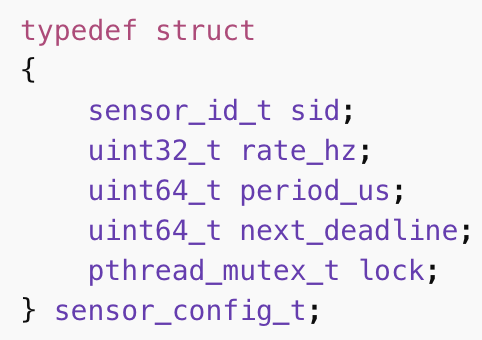 typedef struct
{
    sensor_id_t sid;
    uint32_t rate_hz;
    uint64_t period_us;
    uint64_t next_deadline;
    pthread_mutex_t lock;
} sensor_config_t;